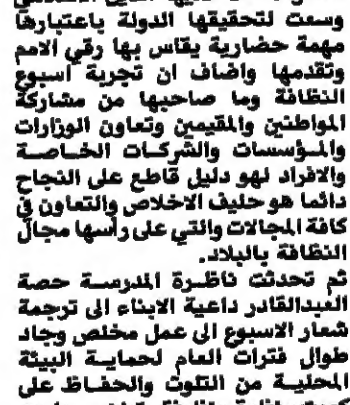 وسعت لتحقيقها الدولة باعتبارها
مهمة حضارية يقاس بها رقي الامم
وتقدمها واضاف ان تجربة اسبوع
النظافة وما صاحبها من مشاركة
المواطنين والمقيمين وتعاون الوزارات
والمؤسسات والشركات الخاصة
والافراد لهو دليل قاطع على النجاح
دائما هو حليف الاخلاص والتعاون في
كافة المجالات والتي على رأسها مجال
النظافة بالبلاد.
ثم تحدثت ناظرة المدرسة حصة
العبدالقادر داعية الابناء الى ترجمة
شعار الاسبوع الى عمل مخلص وجاد
طوال فترات العام لحماية البيئة
المحلية من التلوث والحفاظ على